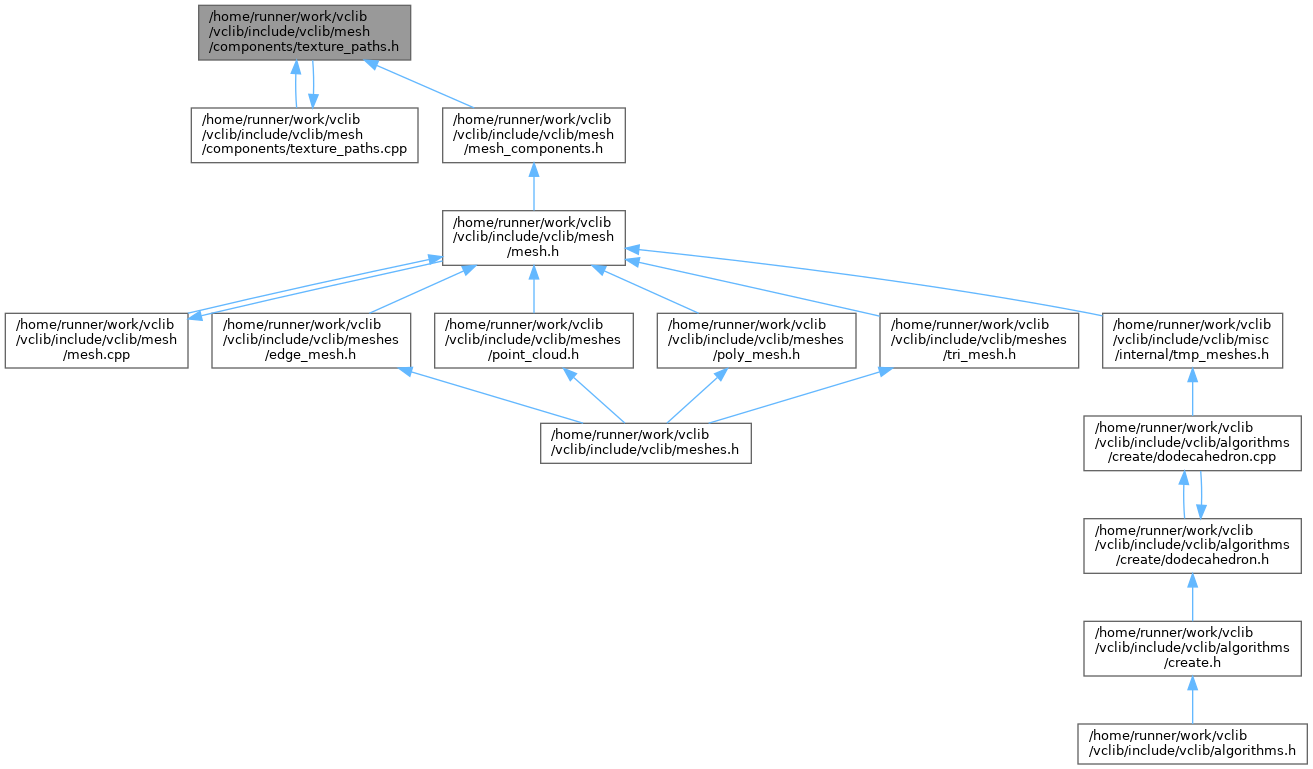 /home/runner/work/vclib
/vclib/include/vclib/mesh
/components/texture_paths.h
/home/runner/work/vclib
/vclib/include/vclib/mesh
/components/texture_paths.cpp
/home/runner/work/vclib
/vclib/include/vclib/mesh
/mesh_components.h
/home/runner/work/vclib
/vclib/include/vclib/mesh
/mesh.h
/home/runner/work/vclib
/vclib/include/vclib/mesh
/mesh.cpp
/home/runner/work/vclib
/vclib/include/vclib/meshes
/edge_mesh.h
/home/runner/work/vclib
/vclib/include/vclib/meshes
/point_cloud.h
/home/runner/work/vclib
/vclib/include/vclib/meshes
/poly_mesh.h
/home/runner/work/vclib
/vclib/include/vclib/meshes
/tri_mesh.h
/home/runner/work/vclib
/vclib/include/vclib/misc
/internal/tmp_meshes.h
/home/runner/work/vclib
/vclib/include/vclib/meshes.h
/home/runner/work/vclib
/vclib/include/vclib/algorithms
/create/dodecahedron.cpp
/home/runner/work/vclib
/vclib/include/vclib/algorithms
/create/dodecahedron.h
/home/runner/work/vclib
/vclib/include/vclib/algorithms
/create.h
/home/runner/work/vclib
/vclib/include/vclib/algorithms.h